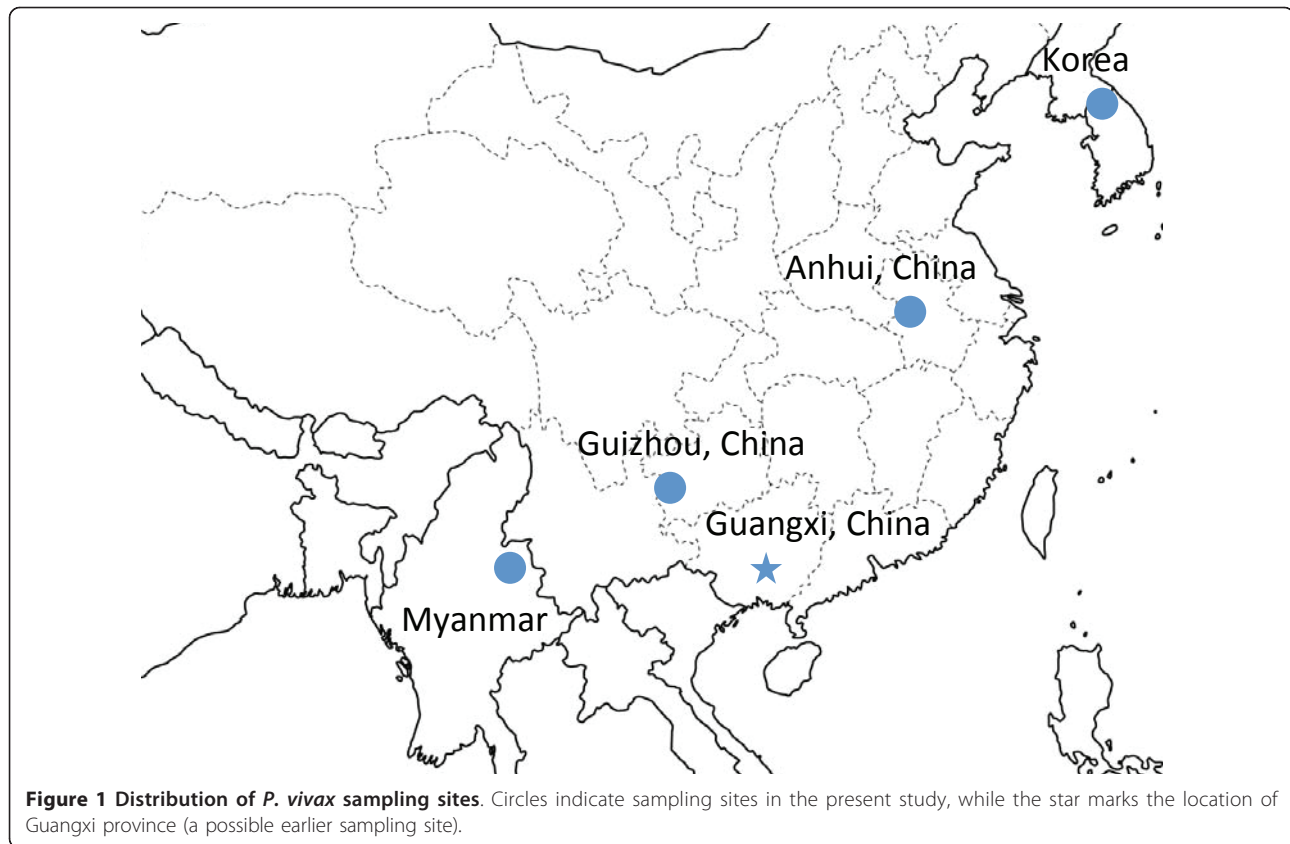 Korea
Anhui, China
Guizhou, China
Guangxi, China
Myanmar
Figure 1 Distribution of P. vivax sampling sites. Circles indicate sampling sites in the present study, while the star marks the location of
Guangxi province (a possible earlier sampling site).